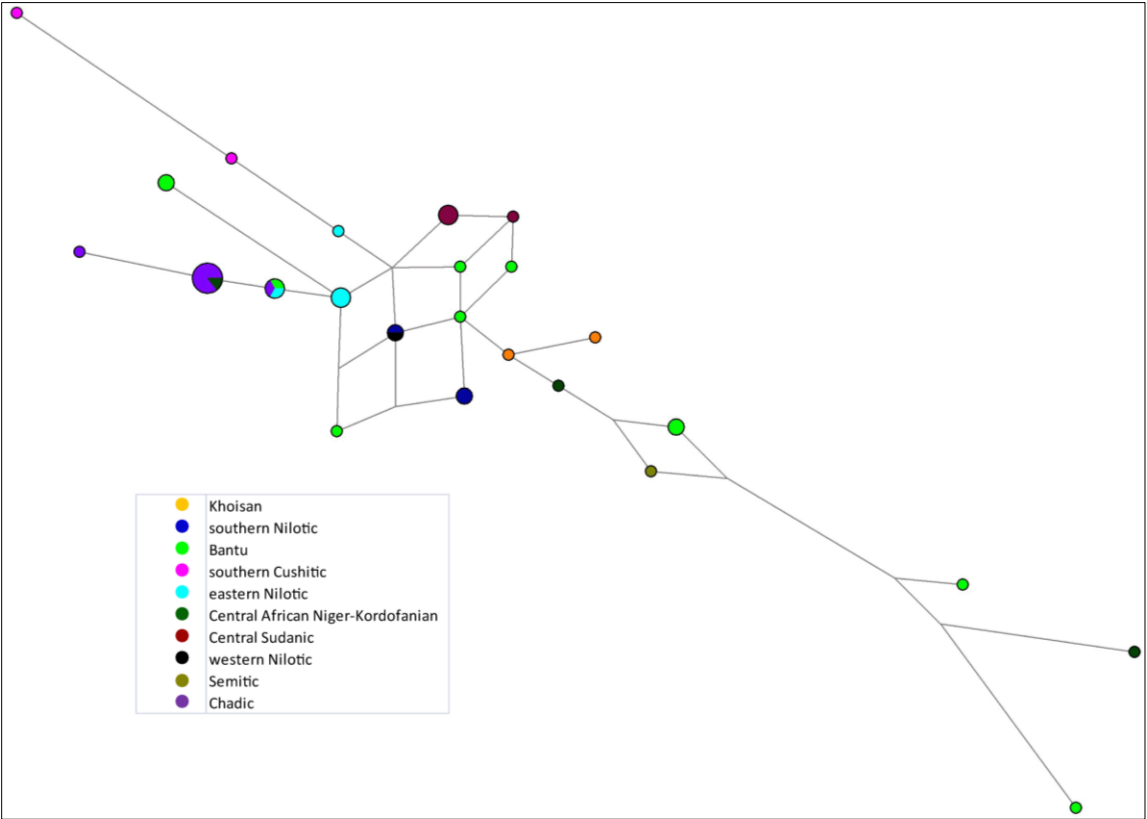 Khoisan
southern Nilotic
Bantu
southern Cushitic
eastern Nilotic
Central African Niger-Kordofanian
Central Sudanic
western Nilotic
Semitic
Chadic